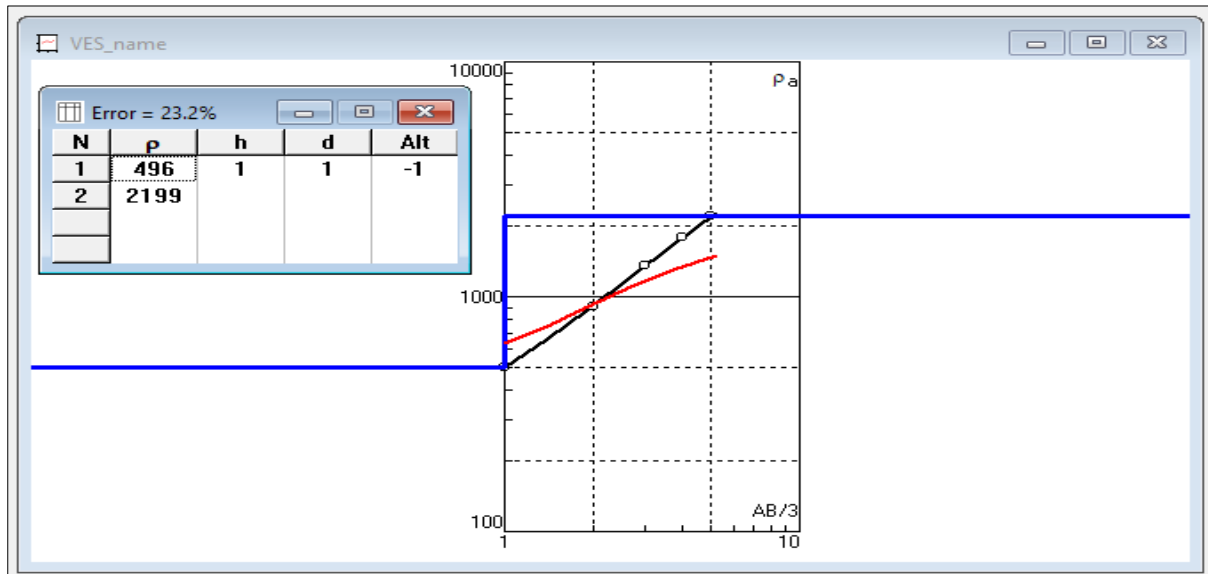 VES_name
Error = 23.2%
N ρ h d Alt
1 496 1 1 -1
2 2199
10000
ρa
1000
100
AB/3
1
10